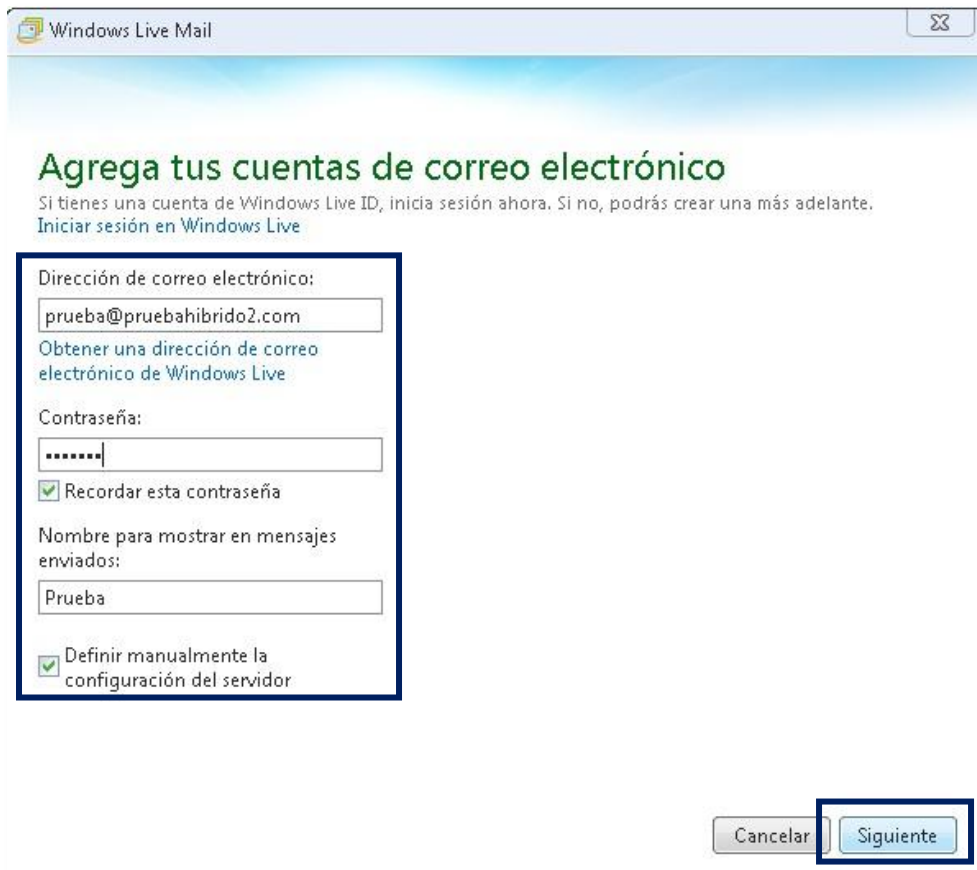 Windows Live Mail
Agrega tus cuentas de correo electrónico
Si tienes una cuenta de Windows Live ID, inicia sesión ahora. Si no, podrás crear una más adelante.
Iniciar sesión en Windows Live
Dirección de correo electrónico:
prueba@pruebahibrido2.com
Obtener una dirección de correo
electrónico de Windows Live
Contraseña:
•••••••
Recordar esta contraseña
Nombre para mostrar en mensajes
enviados:
Prueba
Definir manualmente la
configuración del servidor
Cancelar Siguiente